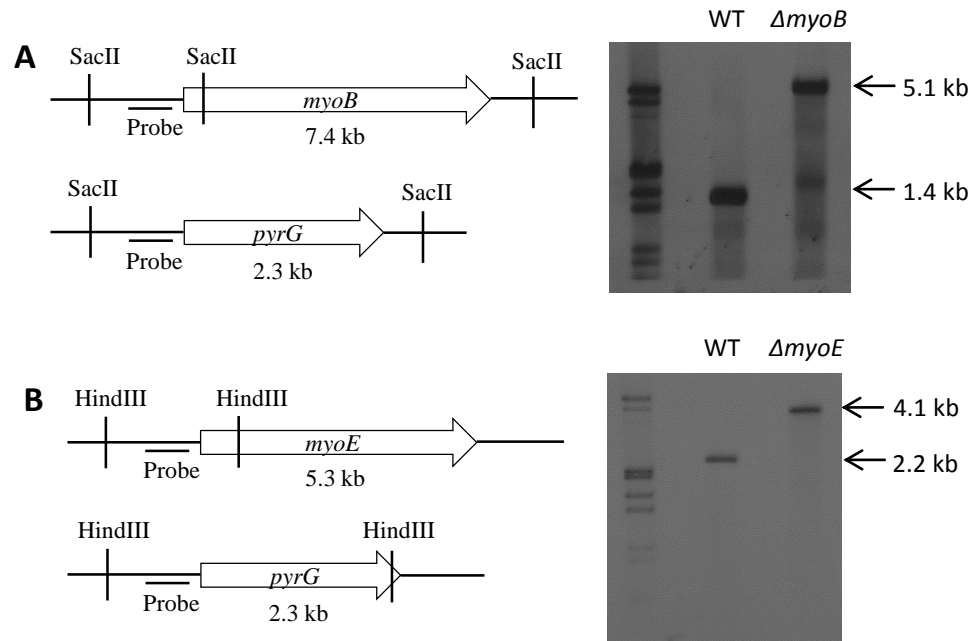 A
SacII SacII SacII
myoB
Probe
7.4 kb
SacII SacII
pyrG
Probe
2.3 kb
WT ΔmyoB
5.1 kb
1.4 kb
B
HindIII HindIII
myoE
Probe
5.3 kb
HindIII HindIII
pyrG
Probe
2.3 kb
WT ΔmyoE
4.1 kb
2.2 kb